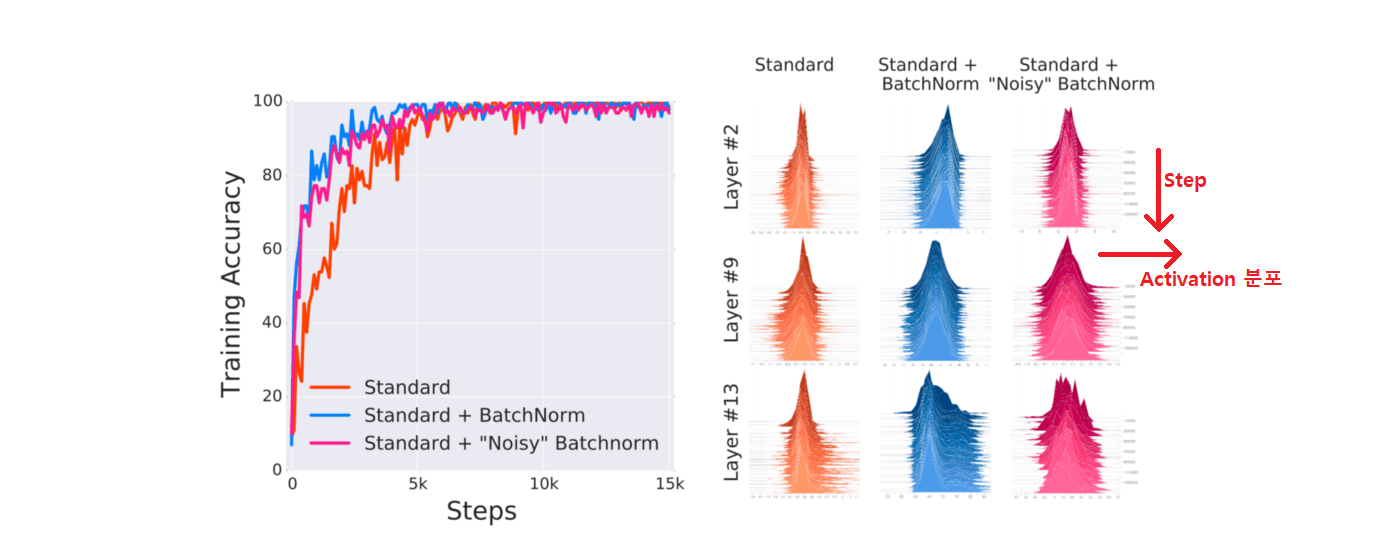 100
80
60
40
20
0
Training Accuracy
Standard
Standard + BatchNorm
Standard + "Noisy" Batchnorm
0
5k
10k
15k
Steps
Standard
Standard +
BatchNorm
Standard +
"Noisy" BatchNorm
Layer #2
Layer #9
Layer #13
Step
Activation 분포